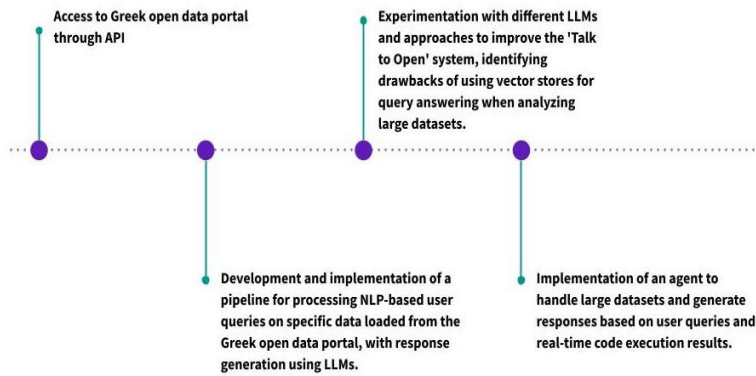 Access to Greek open data portal
through API
Experimentation with different LLMs
and approaches to improve the 'Talk
to Open' system, identifying
drawbacks of using vector stores for
query answering when analyzing
large datasets.
Development and implementation of a
pipeline for processing NLP-based user
queries on specific data loaded from the
Greek open data portal, with response
generation using LLMs.
Implementation of an agent to
handle large datasets and generate
responses based on user queries and
real-time code execution results.